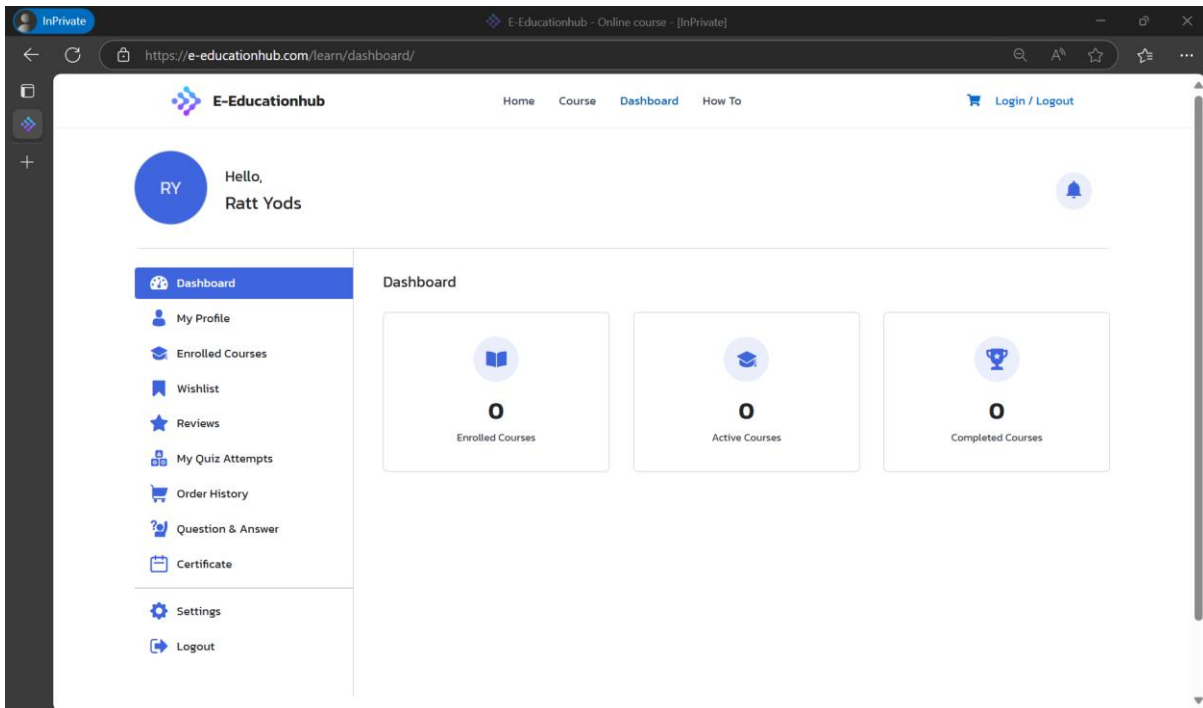 InPrivate
E-Educationhub - Online course - [InPrivate]
https://e-educationhub.com/learn/dashboard/
E-Educationhub
Home Course Dashboard How To
Login / Logout
RY
Hello,
Ratt Yods
Dashboard
My Profile
Enrolled Courses
Wishlist
Reviews
My Quiz Attempts
Order History
Question & Answer
Certificate
Settings
Logout
Dashboard
0
Enrolled Courses
0
Active Courses
0
Completed Courses